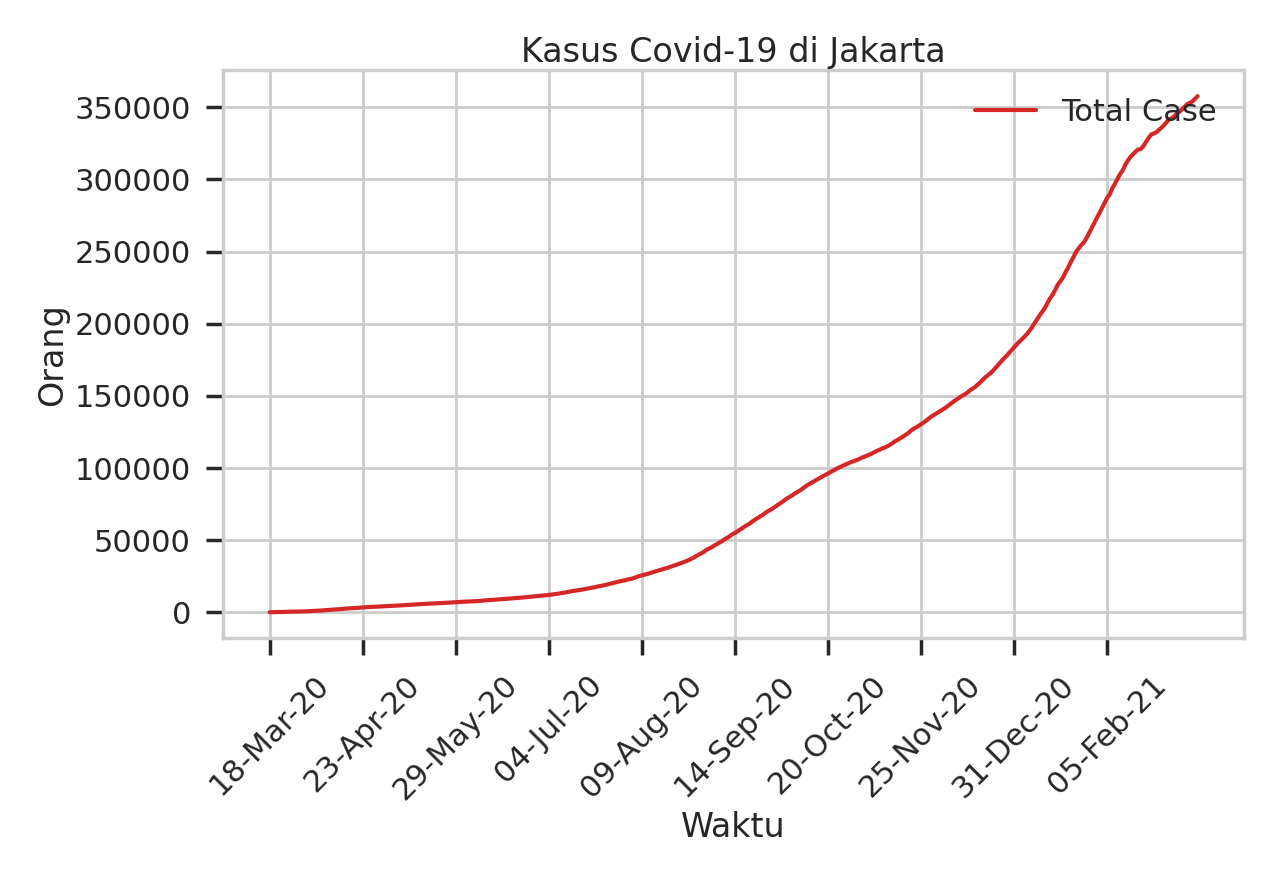 Kasus Covid-19 di Jakarta
Total Case
350000
300000
250000
200000
150000
100000
50000
0
Orang
18-Mar-20
23-Apr-20
29-May-20
04-Jul-20
09-Aug-20
14-Sep-20
20-Oct-20
25-Nov-20
31-Dec-20
05-Feb-21
Waktu